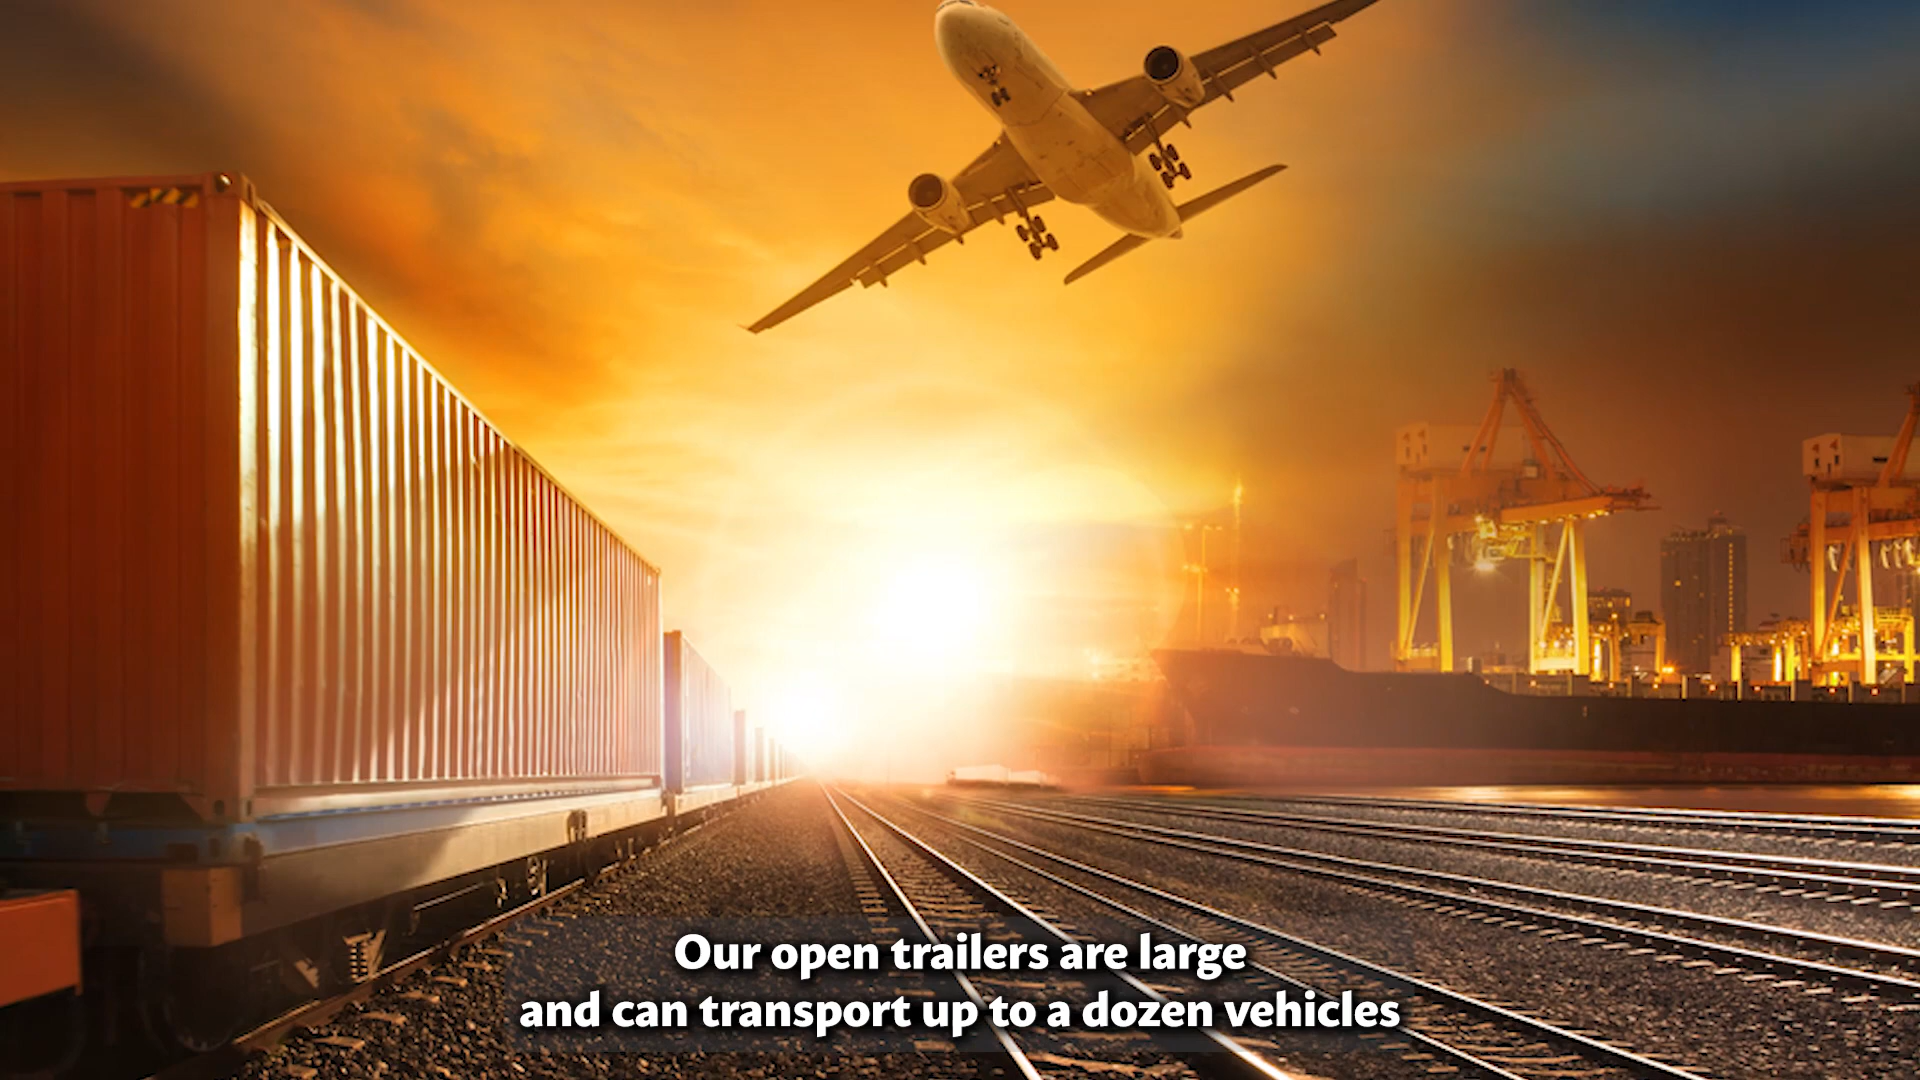 Our open trailers are large
and can transport up to a dozen vehicles